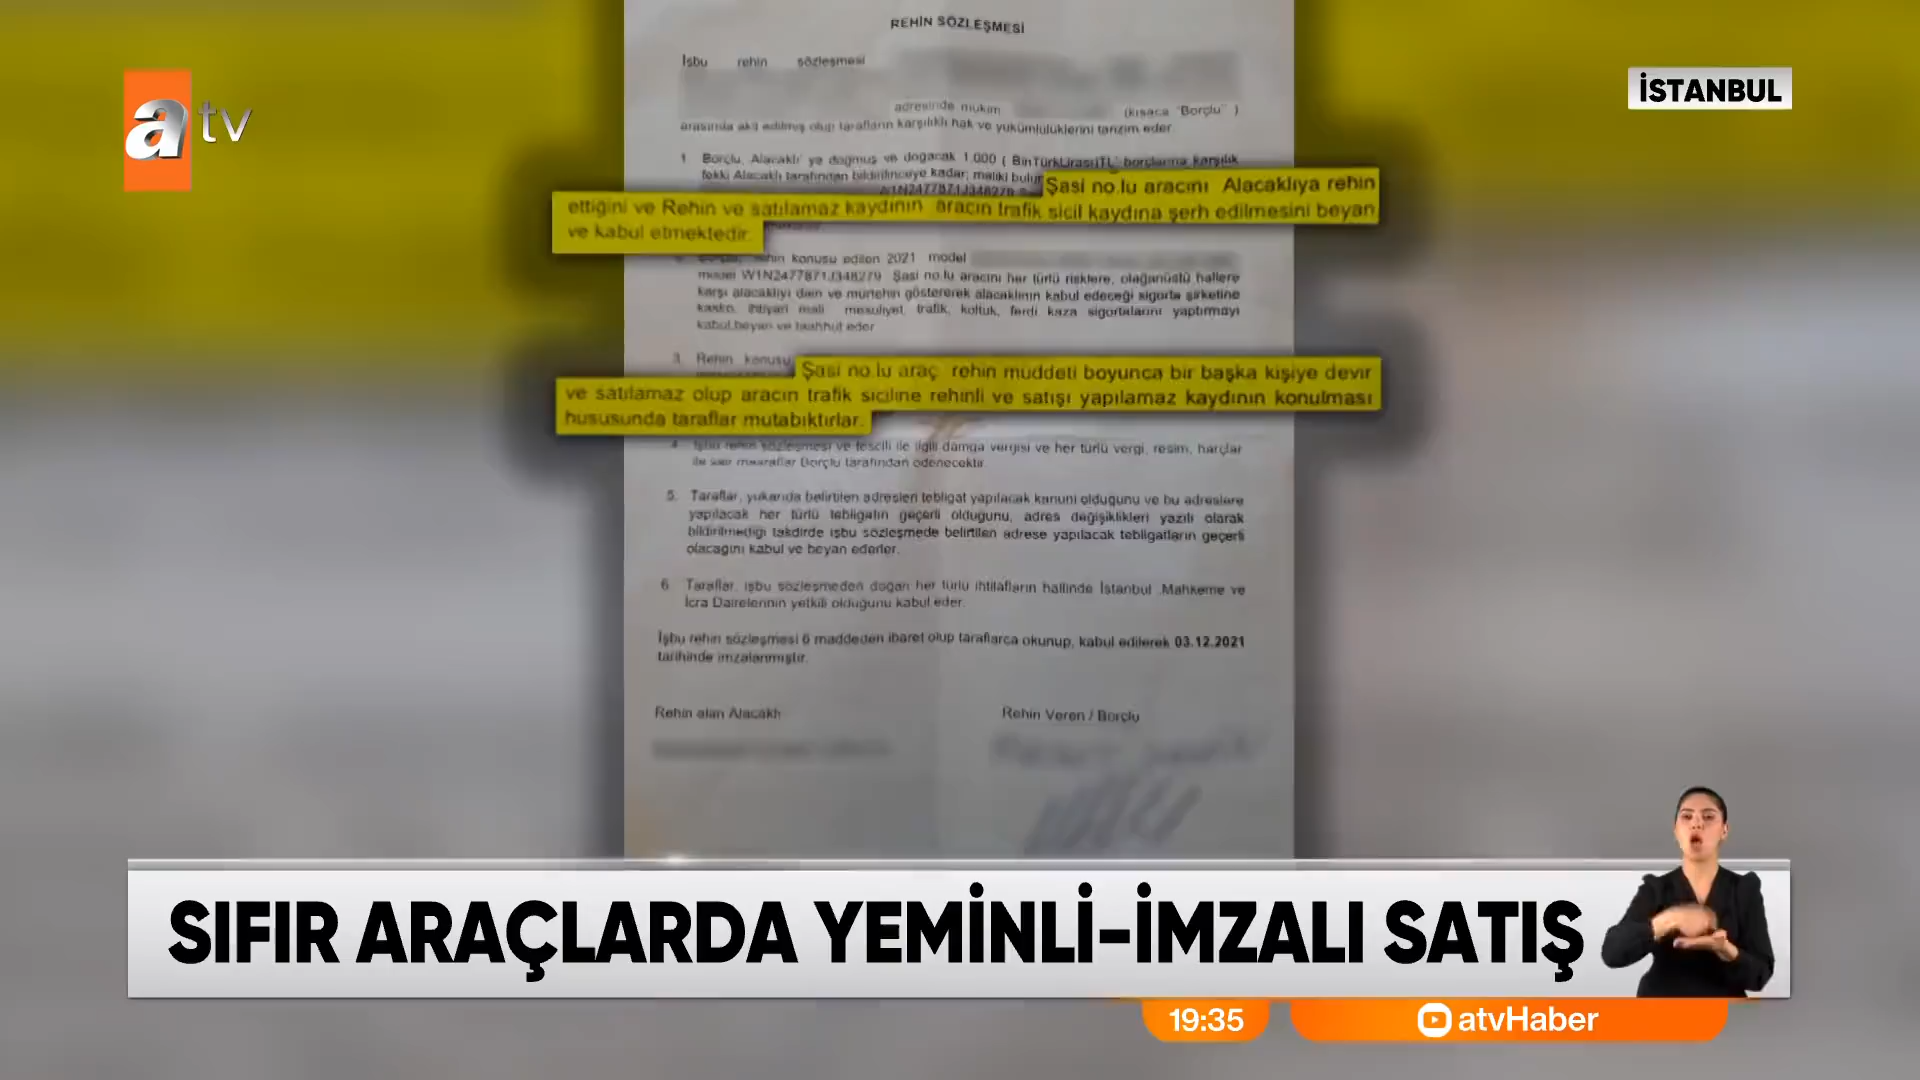 atv
İSTANBUL
REHİN SÖZLEŞMESİ
İşbu rehin sözleşmesi
adresinde mukim (kısaca "Borçlu" )
arasında akd edilmiş olup tarafların karşılıklı hak ve yükümlülüklerini tanzim eder
1 Borçlu, Alacaklı' ya doğmuş ve doğacak 1.000 ( BinTürkLirası)TL borçlarına karşılık
fekki Alacaklı tarafından bildirilinceye kadar; maliki
Şasi no.lu aracını Alacaklıya rehin
ettiğini ve Rehin ve satılamaz kaydının aracın trafik sicil kaydına şerh edilmesini beyan
ve kabul etmektedir.
rehin konusu edilen 2021 model
model W1N2477871J348279 Şasi no.lu aracını her türlü risklere, olağanüstü hallere
karşı alacaklıyı dain ve mürtehin göstererek alacaklının kabul edeceği sigorta şirketine
kasko, ihtiyari mali mesuliyet, trafik, koltuk, ferdi kaza sigortalarını yaptırmayı
kabul,beyan ve taahhüt eder
3. Rehin konusu
Şasi no.lu araç rehin müddeti boyunca bir başka kişiye devir
ve satılamaz olup aracın trafik siciline rehinli ve satışı yapılamaz kaydının konulması
hususunda taraflar mutabıktırlar.
4. İşbu rehin sözleşmesi ve tescili ile ilgili damga vergisi ve her türlü vergi, resim, harçlar
ile sair masraflar Borçlu tarafından ödenecektir.
5. Taraflar, yukarıda belirtilen adresleri tebligat yapılacak kanuni olduğunu ve bu adreslere
yapılacak her türlü tebligatın geçerli olduğunu, adres değişiklikleri yazılı olarak
bildirilmediği takdirde işbu sözleşmede belirtilen adrese yapılacak tebligatların geçerli
olacağını kabul ve beyan ederler.
6. Taraflar, işbu sözleşmeden doğan her türlü ihtilafların hallinde İstanbul .Mahkeme ve
İcra Dairelerinin yetkili olduğunu kabul eder.
İşbu rehin sözleşmesi 6 maddeden ibaret olup taraflarca okunup, kabul edilerek 03.12.2021
tarihinde imzalanmıştır.
Rehin alan Alacaklı Rehin Veren / Borçlu
SIFIR ARAÇLARDA YEMİNLİ-İMZALI SATIŞ
19:35 atvHaber